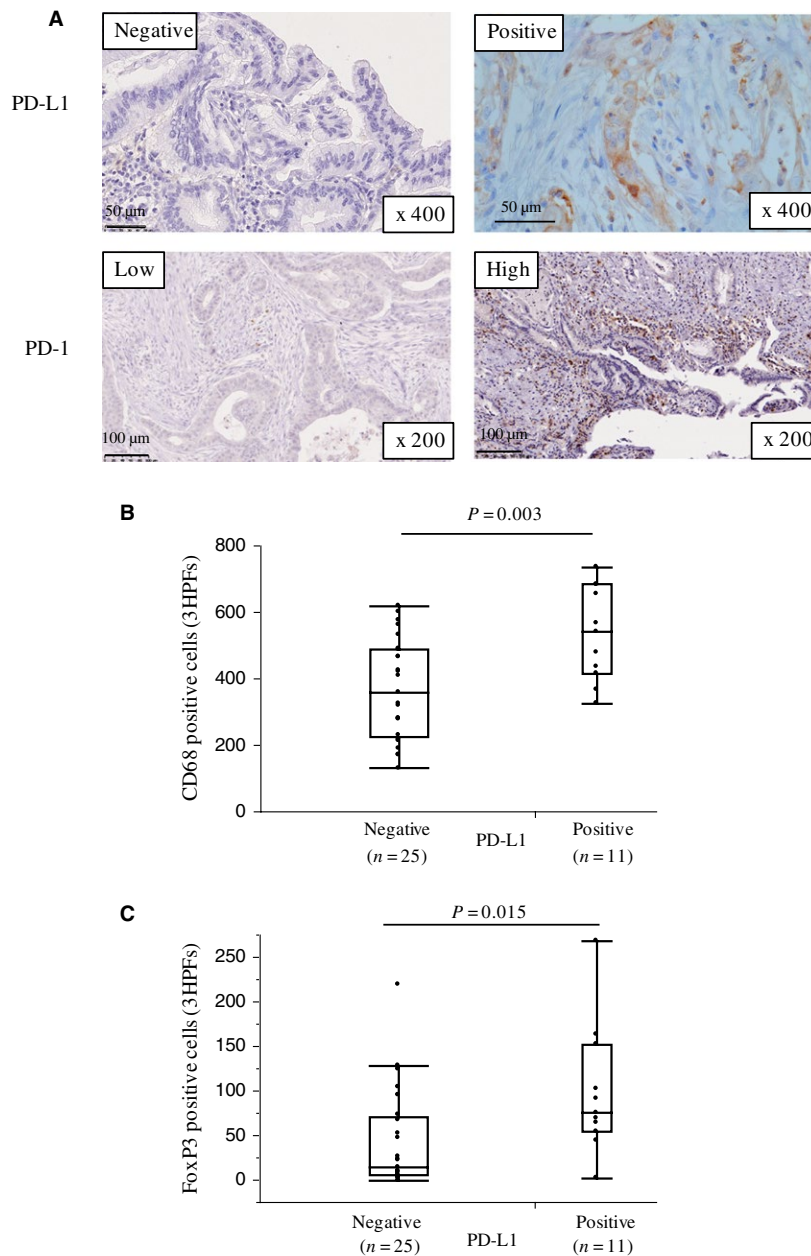 A
Negative
Positive
PD-L1
50 μm
x 400
50 μm
x 400
Low
High
PD-1
100 μm
x 200
100 μm
x 200
B
P = 0.003
CD68 positive cells (3HPFs)
800
600
400
200
0
Negative
(n = 25)
PD-L1
Positive
(n = 11)
C
P = 0.015
FoxP3 positive cells (3HPFs)
250
200
150
100
50
0
Negative
(n = 25)
PD-L1
Positive
(n = 11)